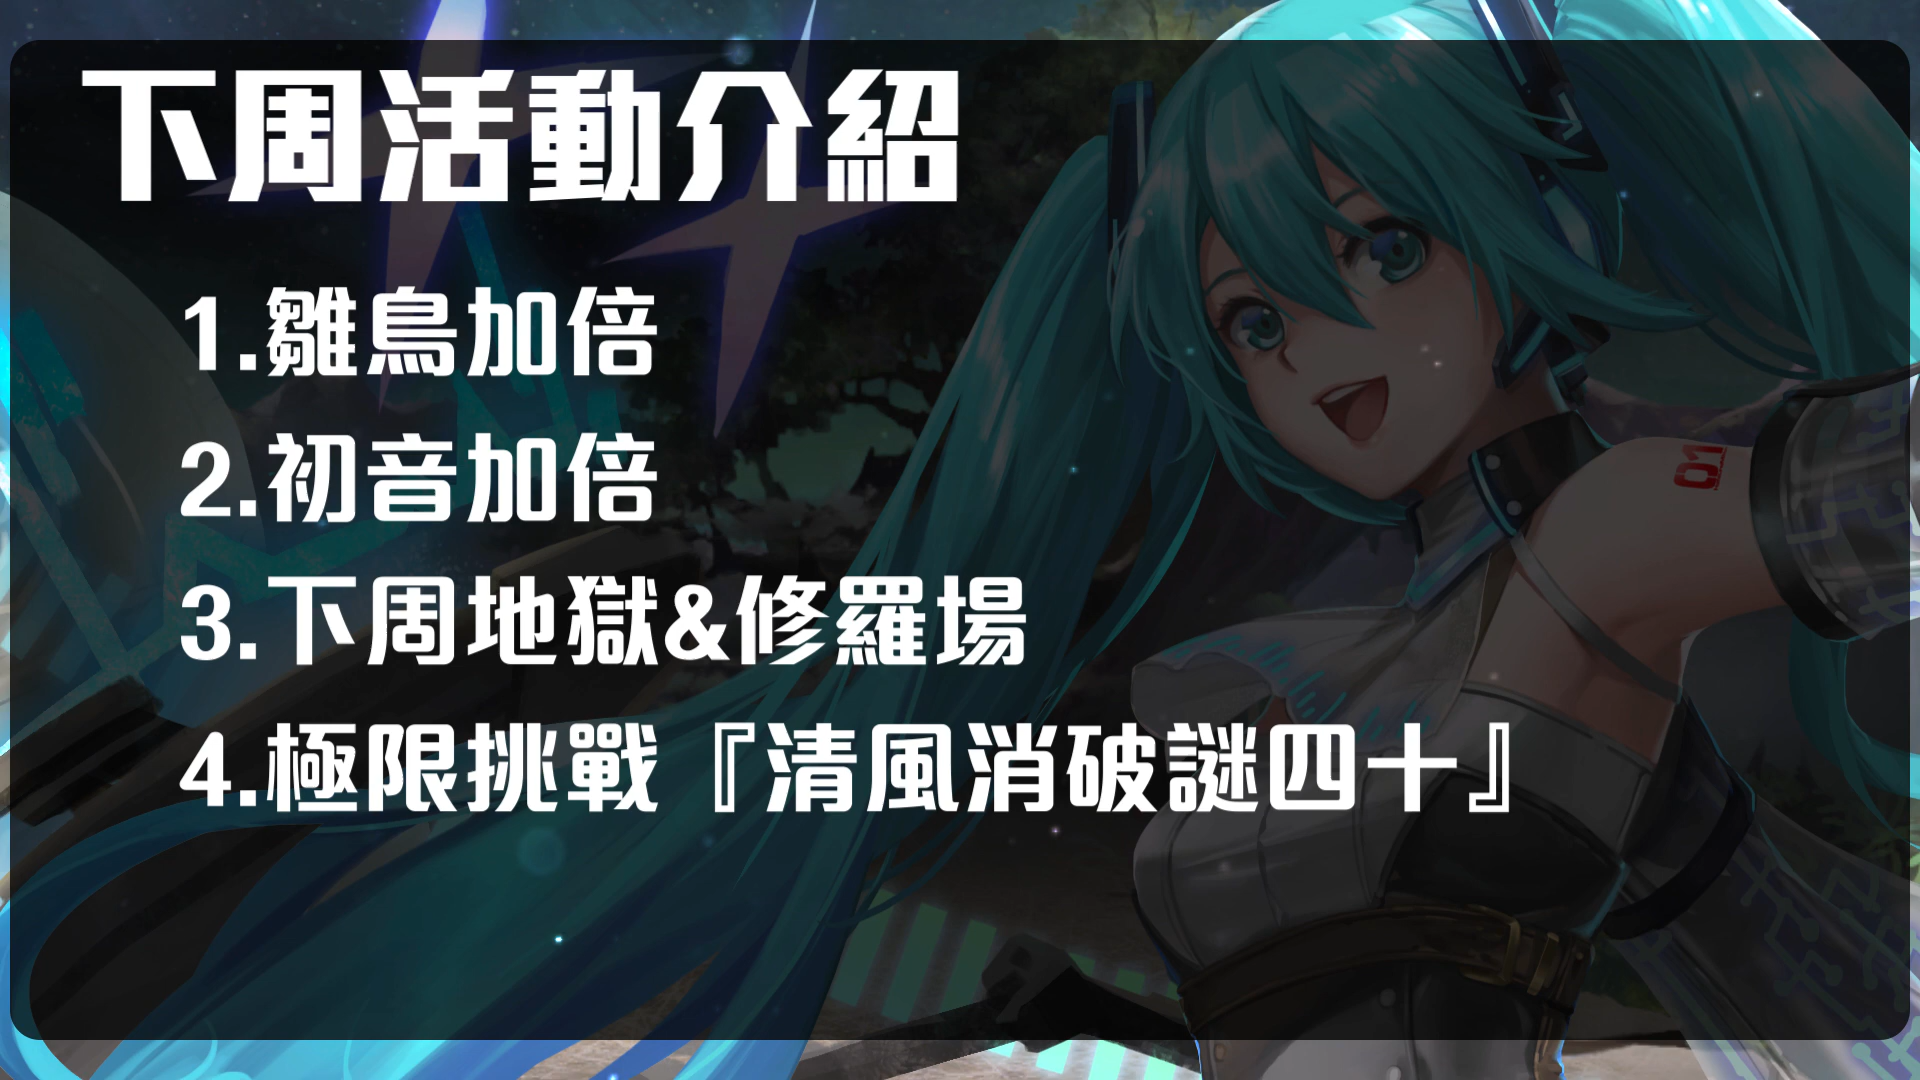 下周活動介紹
1.雛鳥加倍
2.初音加倍
01
3.下周地獄&修羅場
4.極限挑戰『清風消破謎四十』